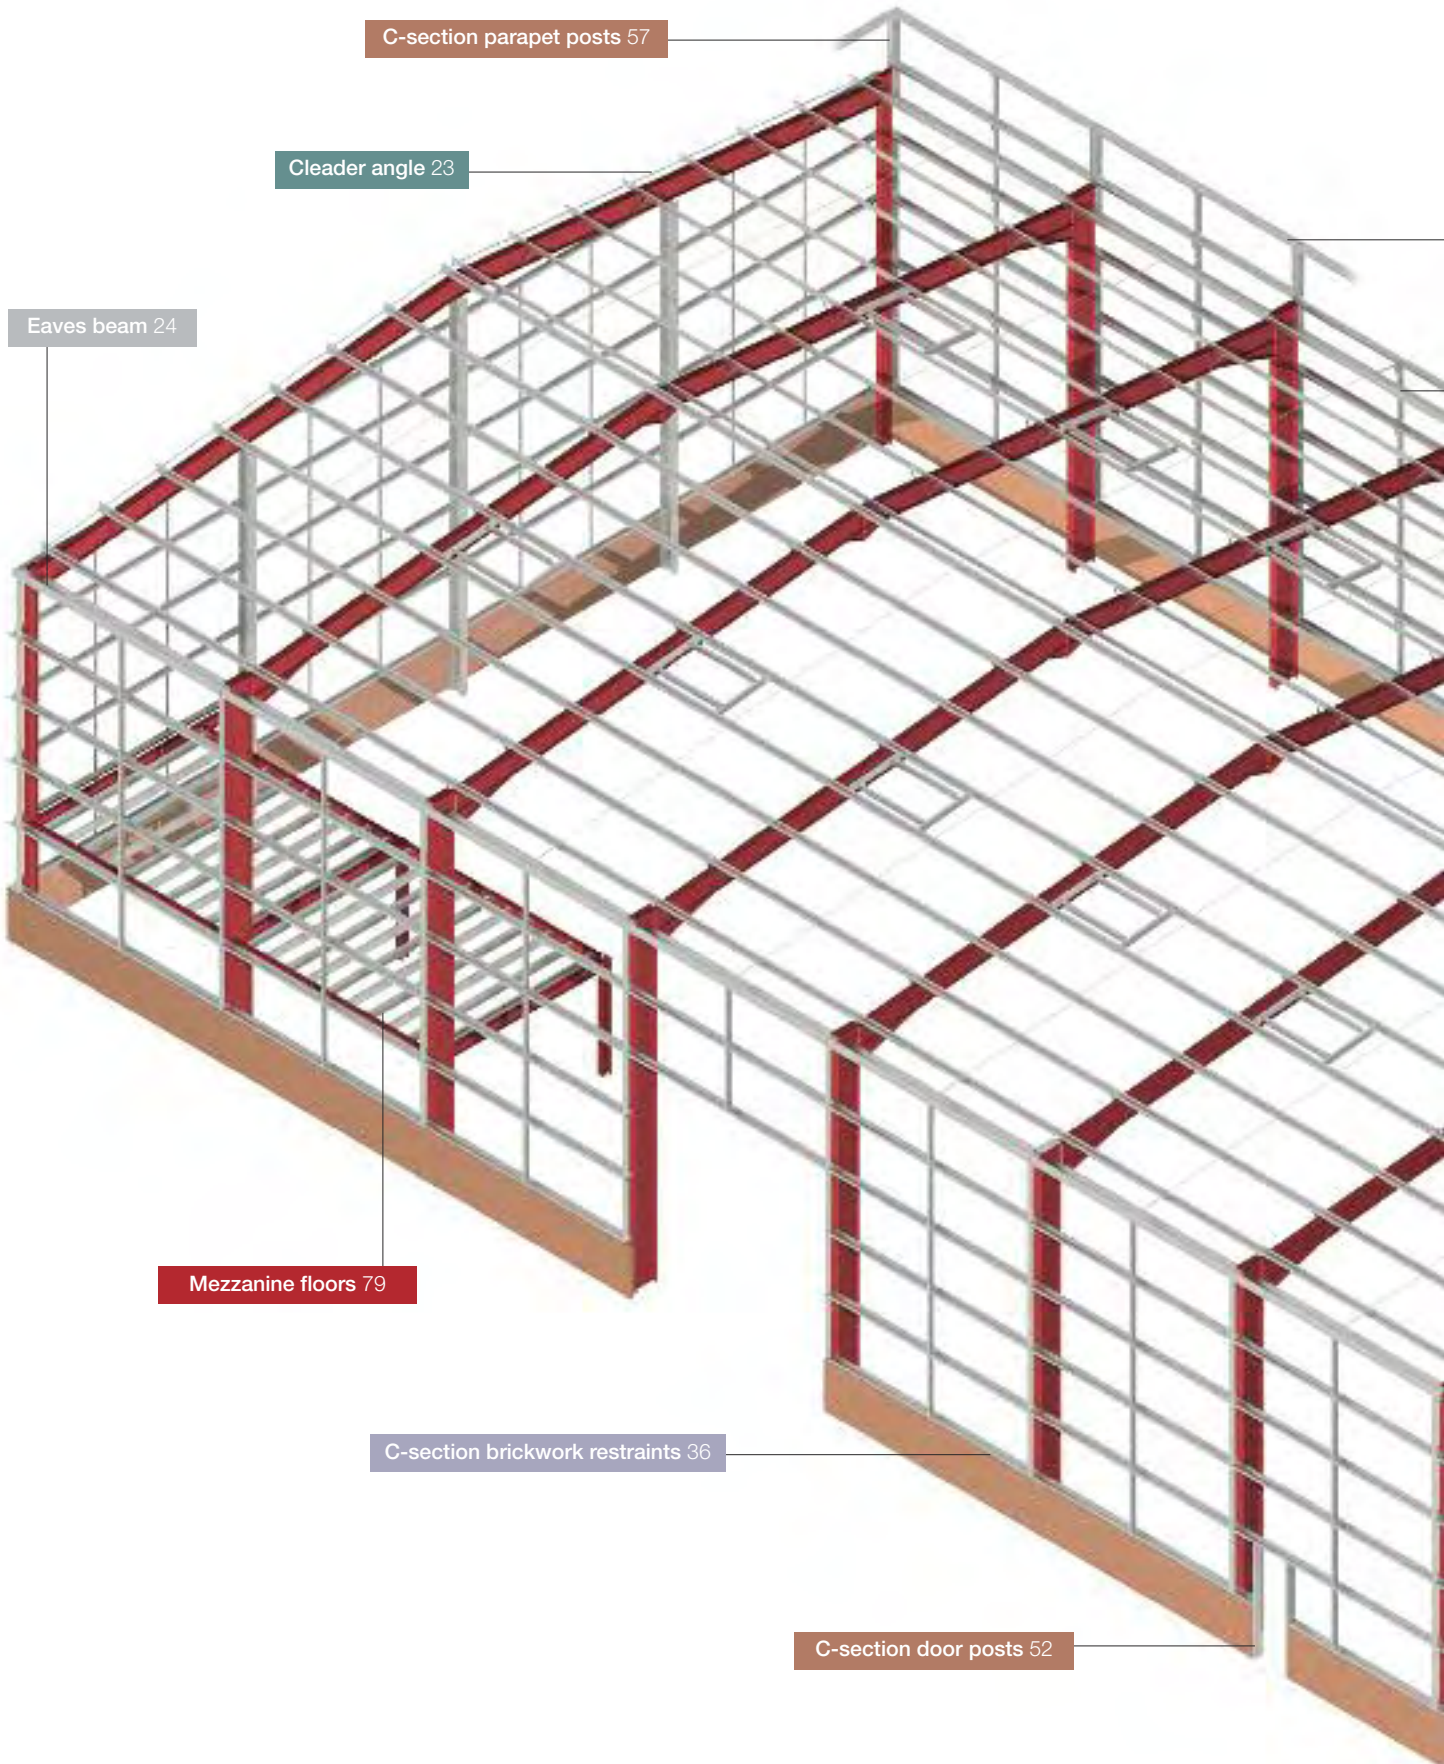 C-section parapet posts 57
Cleader angle 23
Eaves beam 24
Mezzanine floors 79
C-section brickwork restraints 36
C-section door posts 52